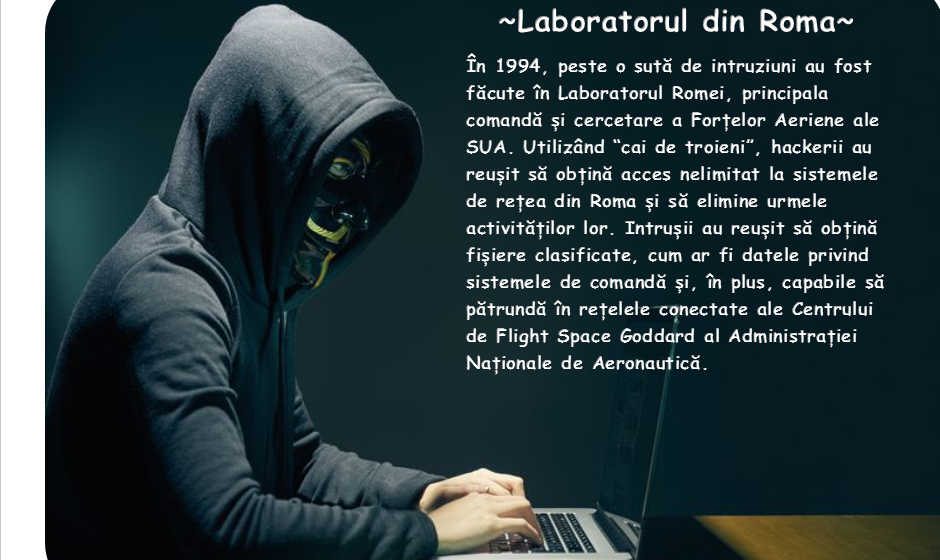 ~Laboratorul din Roma~
În 1994, peste o sută de intruziuni au fost
făcute în Laboratorul Romei, principala
comandă și cercetare a Forțelor Aeriene ale
SUA. Utilizând “cai de troieni”, hackerii au
reușit să obțină acces nelimitat la sistemele
de rețea din Roma și să elimine urmele
activităților lor. Intrușii au reușit să obțină
fișiere clasificate, cum ar fi datele privind
sistemele de comandă și, în plus, capabile să
pătrundă în rețelele conectate ale Centrului
de Flight Space Goddard al Administrației
Naționale de Aeronautică.